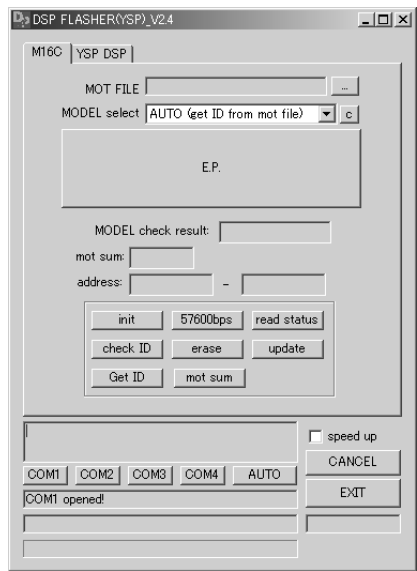 DSP FLASHER(YSP)_V2.4
M16C YSP DSP
MOT FILE ...
MODEL select AUTO (get ID from mot file) c
E.P.
MODEL check result:
mot sum:
address: -
init 57600bps read status
check ID erase update
Get ID mot sum
speed up
CANCEL
COM1 COM2 COM3 COM4 AUTO
COM1 opened!
EXIT